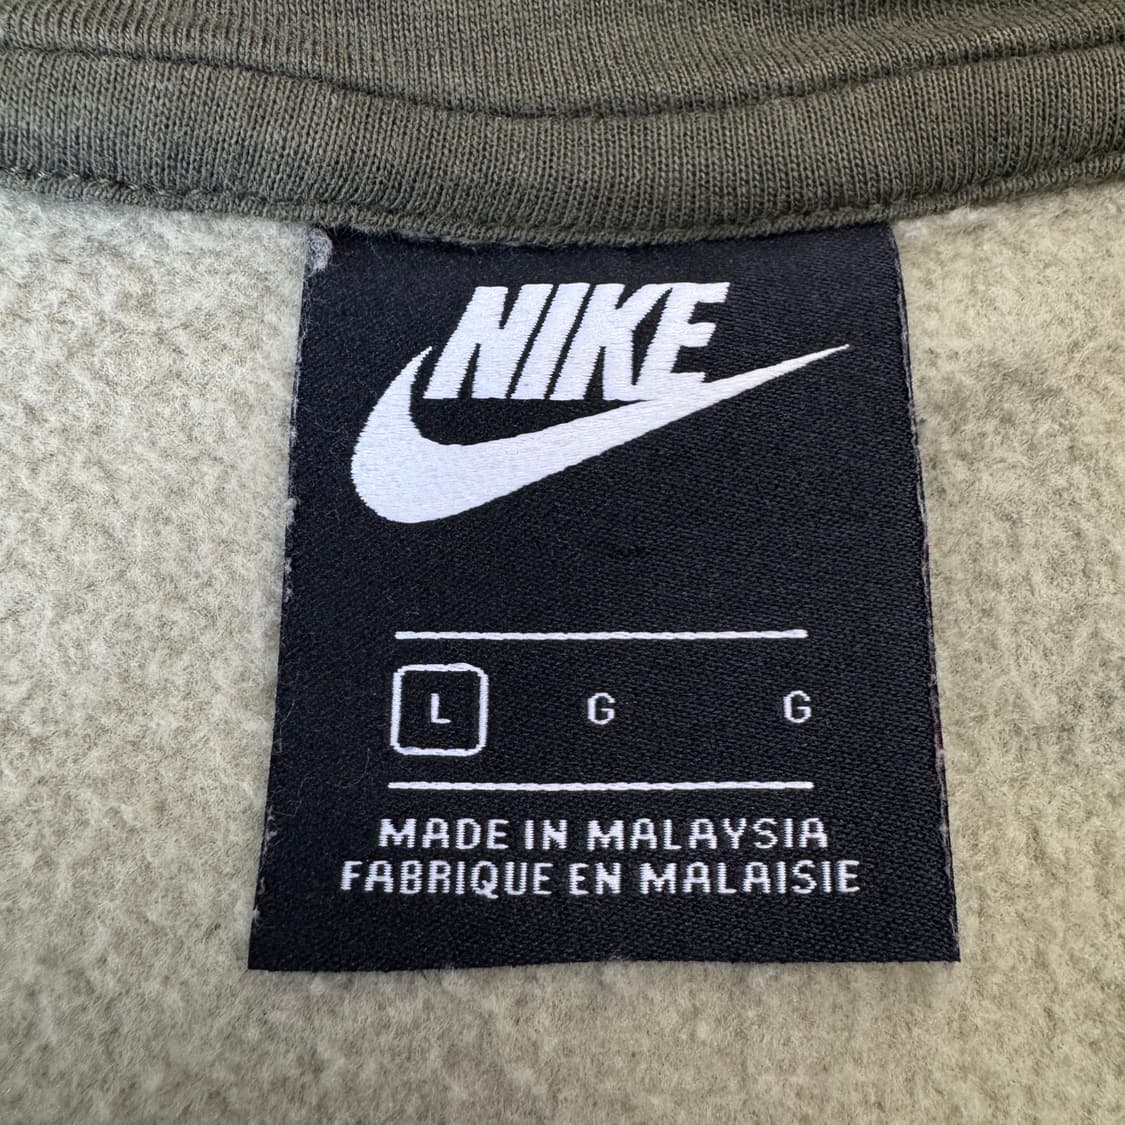 NIKE
L G G
MADE IN MALAYSIA
FABRIQUE EN MALAISIE